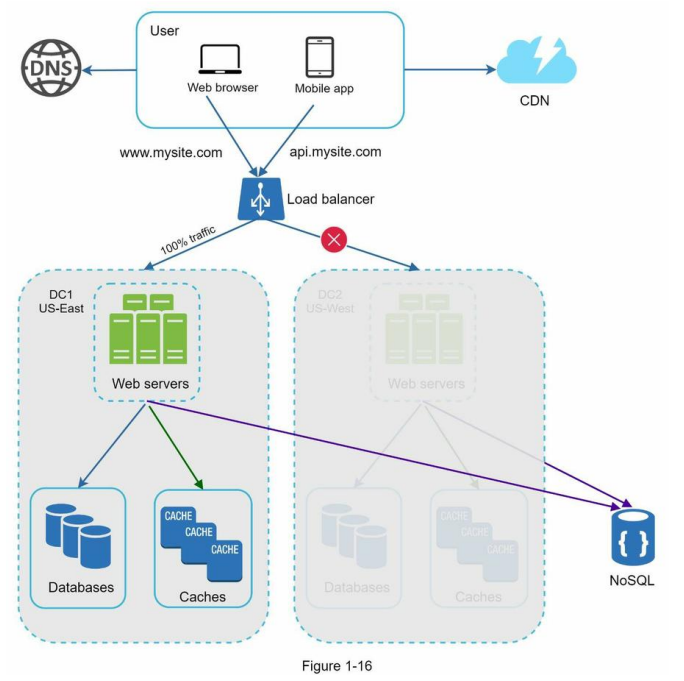 User
DNS
Web browser
Mobile app
CDN
www.mysite.com
api.mysite.com
Load balancer
100% traffic
DC1
US-East
DC2
US-West
Web servers
Web servers
CACHE
CACHE
CACHE
CACHE
CACHE
CACHE
{ }
Databases
Caches
Databases
Caches
NoSQL
Figure 1-16